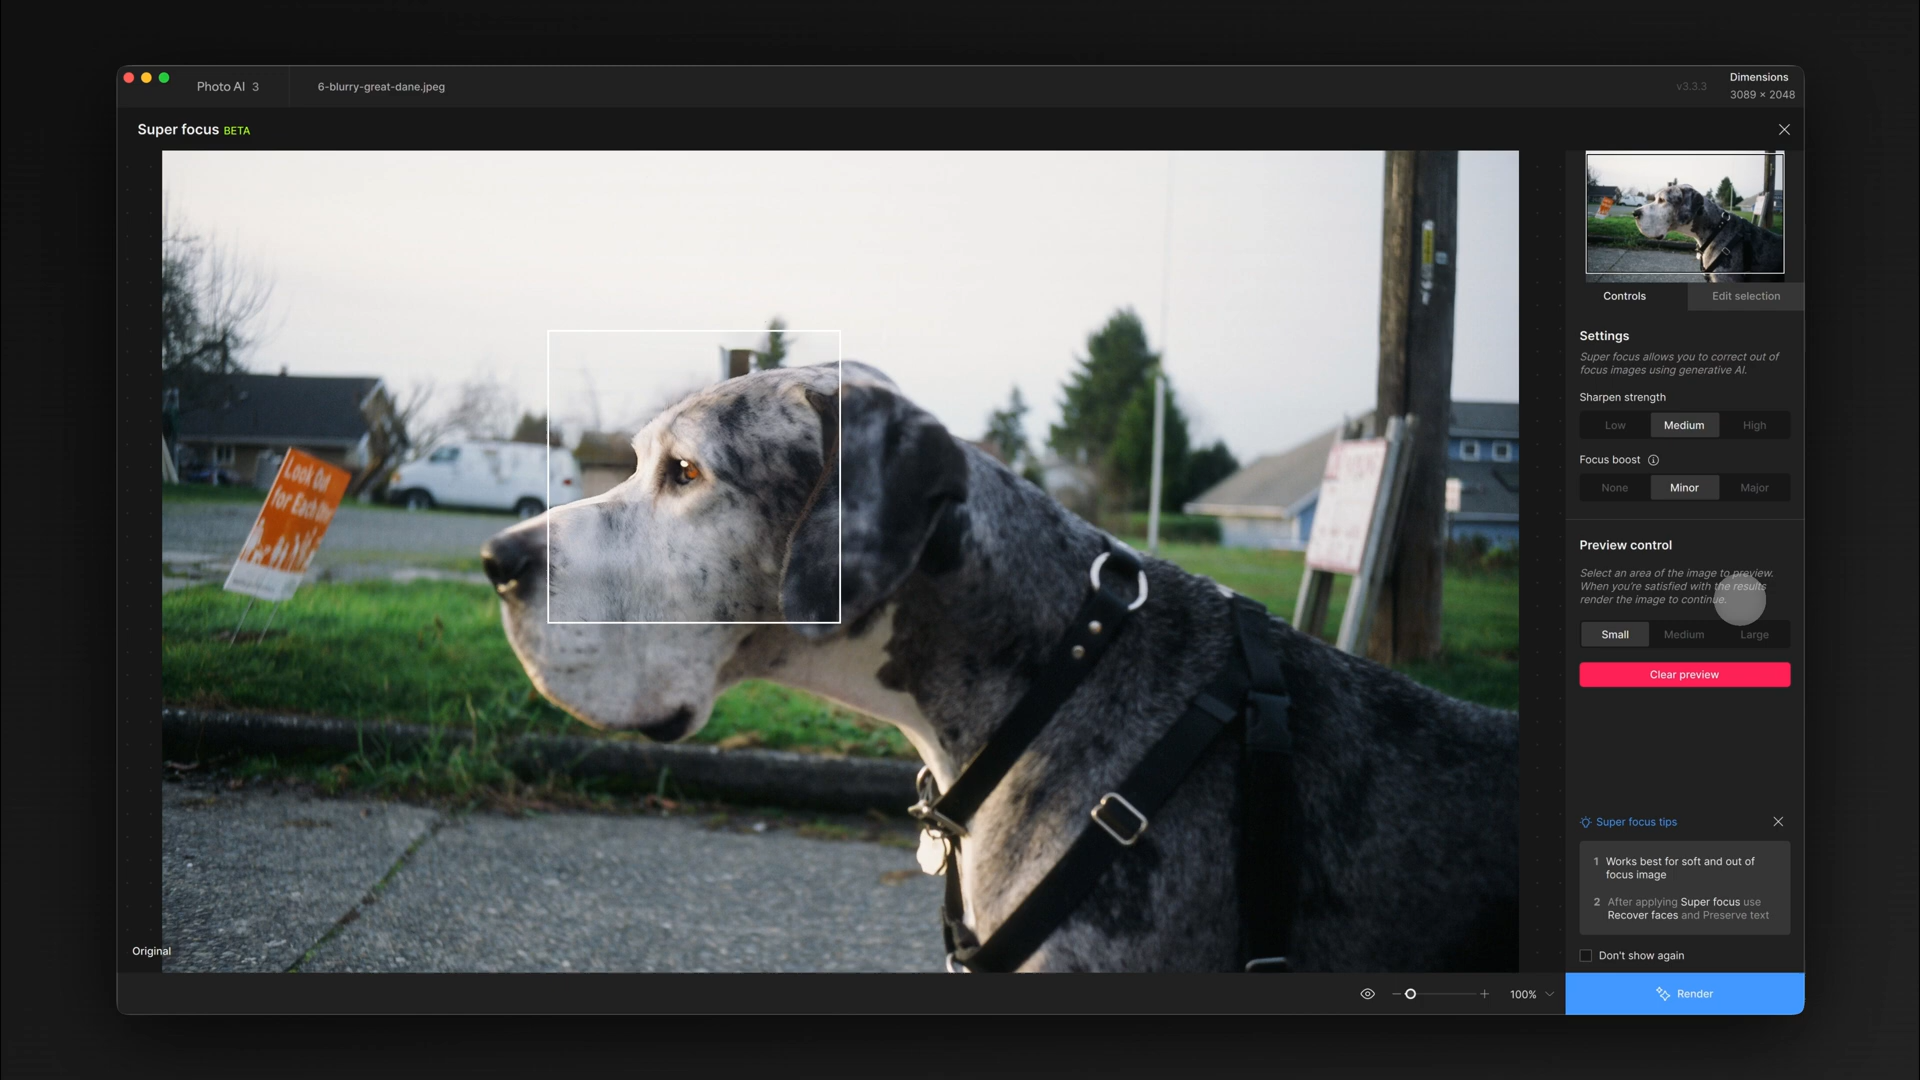 Photo AI 3
6-blurry-great-dane.jpeg
v3.3.3
Dimensions
3089 × 2048
Super focus BETA
Look Out
for Each
Original
Controls
Edit selection
Settings
Super focus allows you to correct out of
focus images using generative AI.
Sharpen strength
Low
Medium
High
Focus boost
None
Minor
Major
Preview control
Select an area of the image to preview.
When you're satisfied with the results
render the image to continue.
Small
Medium
Large
Clear preview
Super focus tips
1 Works best for soft and out of
focus image
2 After applying Super focus use
Recover faces and Preserve text
Don't show again
100%
Render